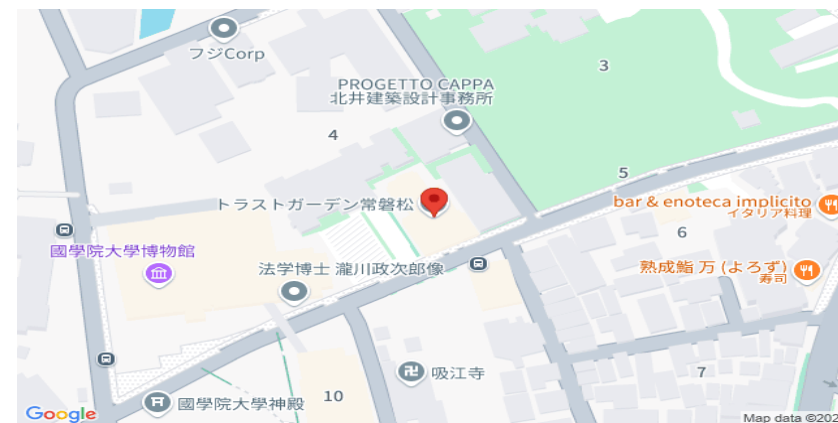 フジCorp
3
PROGETTO CAPPA
北井建築設計事務所
4
5
トラストガーデン常磐松
bar & enoteca implicito
イタリア料理
6
國學院大學博物館
法学博士 瀧川政次郎像
熟成鮨 万 (よろず)
寿司
吸江寺
7
10
國學院大學神殿
Google
Map data ©202